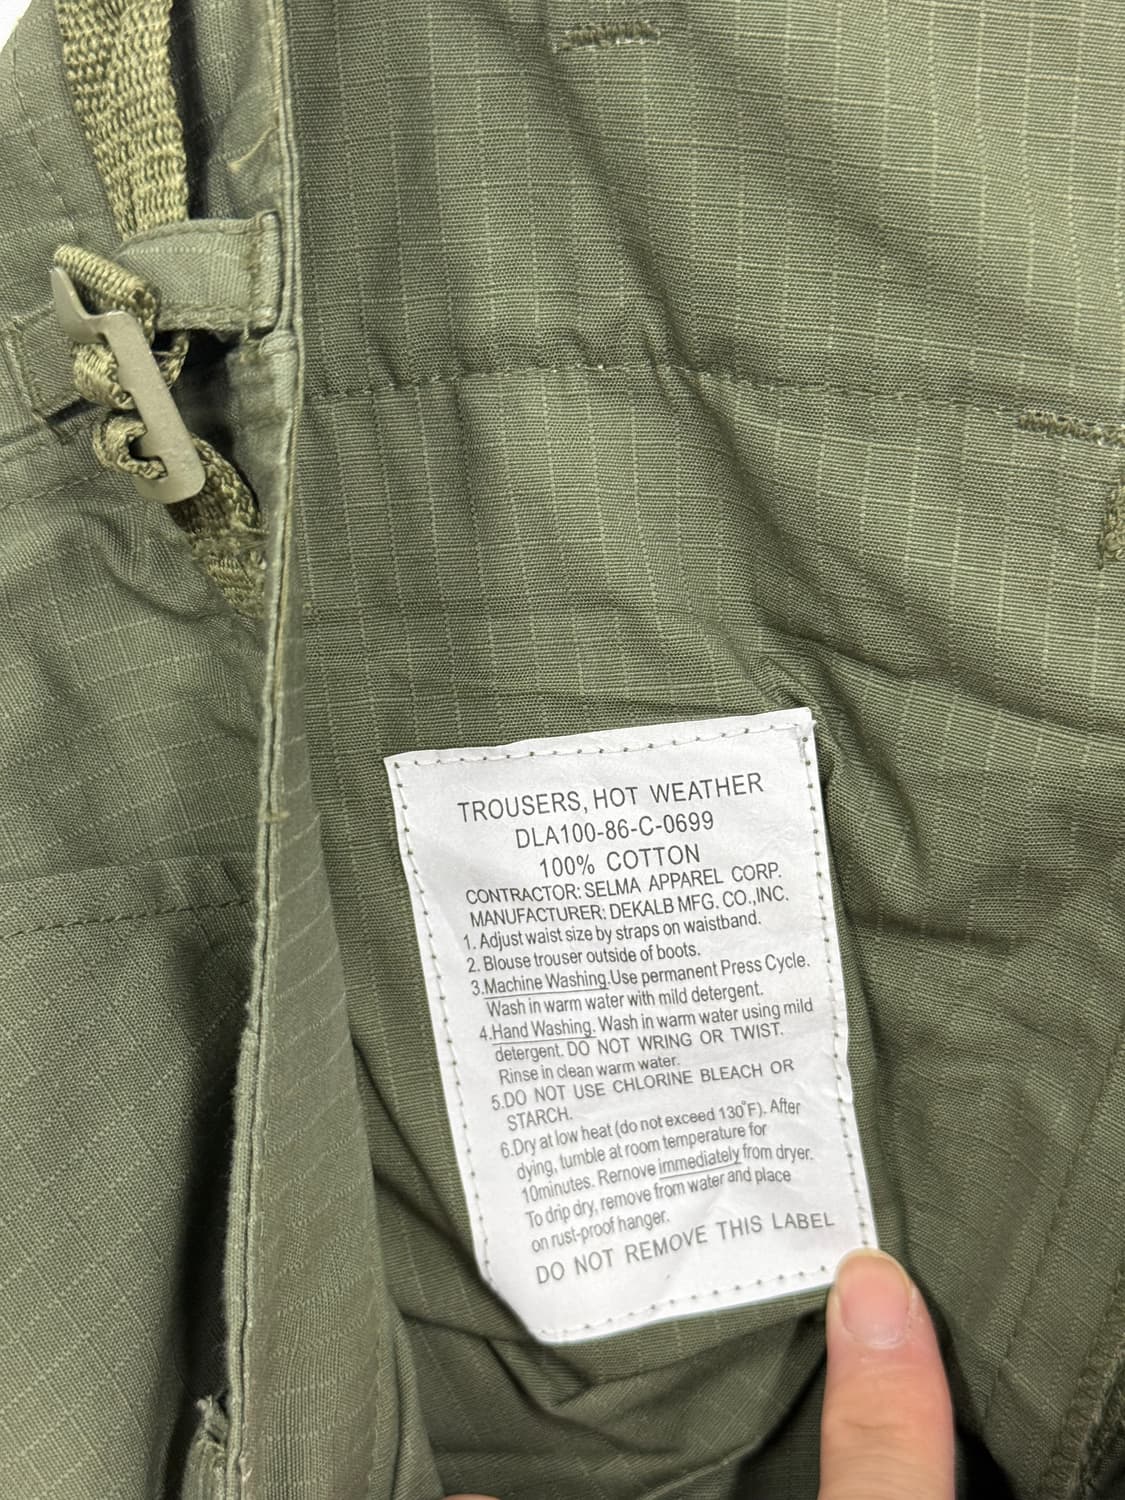 TROUSERS, HOT WEATHER
DLA100-86-C-0699
100% COTTON
CONTRACTOR: SELMA APPAREL CORP.
MANUFACTURER: DEKALB MFG. CO.,INC.
1. Adjust waist size by straps on waistband.
2. Blouse trouser outside of boots.
3.Machine Washing.Use permanent Press Cycle.
Wash in warm water with mild detergent.
4.Hand Washing. Wash in warm water using mild
detergent. DO NOT WRING OR TWIST.
Rinse in clean warm water.
5.DO NOT USE CHLORINE BLEACH OR
STARCH.
6.Dry at low heat (do not exceed 130°F). After
dying, tumble at room temperature for
10minutes. Remove immediately from dryer.
To drip dry, remove from water and place
on rust-proof hanger.
DO NOT REMOVE THIS LABEL